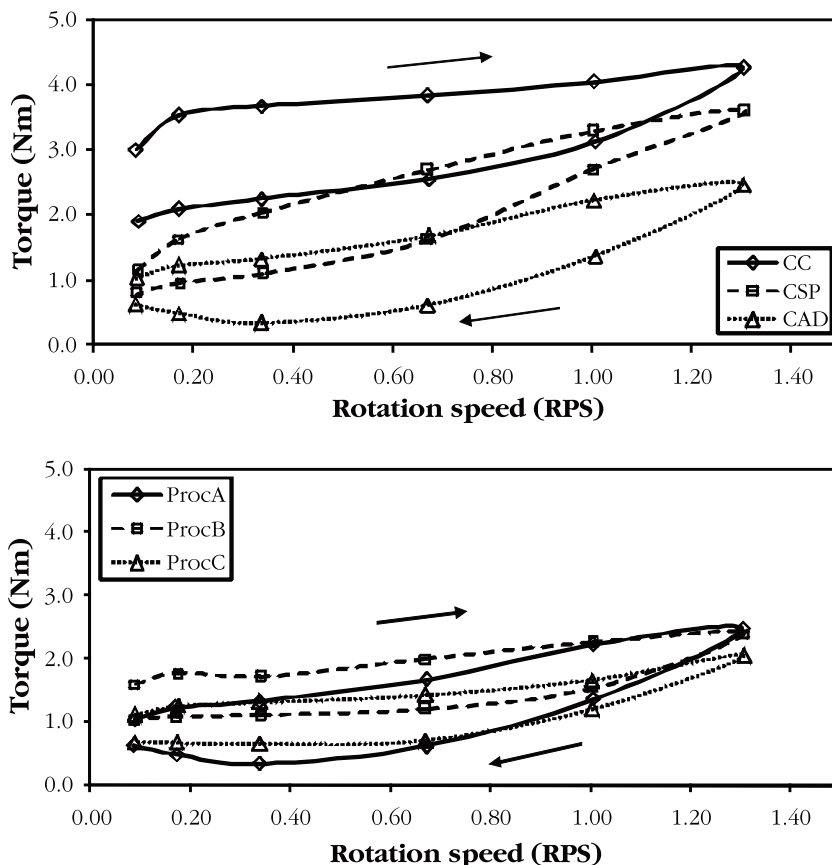 5.0
4.0
3.0
2.0
1.0
0.0
Torque (Nm)
CC
CSP
CAD
0.00 0.20 0.40 0.60 0.80 1.00 1.20 1.40
Rotation speed (RPS)
5.0
4.0
3.0
2.0
1.0
0.0
Torque (Nm)
ProcA
ProcB
ProcC
0.00 0.20 0.40 0.60 0.80 1.00 1.20 1.40
Rotation speed (RPS)